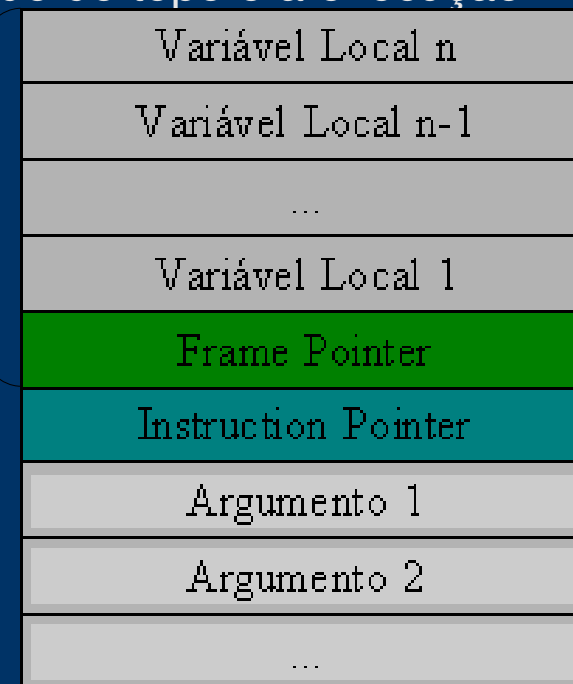 Variável Local n
Variável Local n-1
...
Variável Local 1
Frame Pointer
Instruction Pointer
Argumento 1
Argumento 2
...